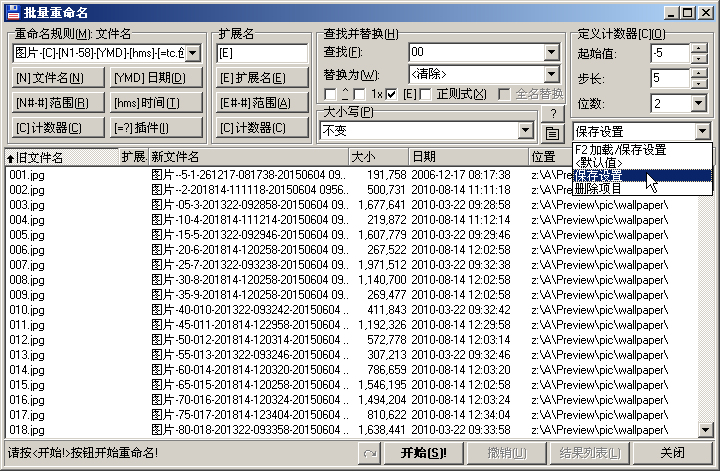 批量重命名
重命名规则(M): 文件名
图片-[C]-[N1-58]-[YMD]-[hms]-[=tc.创
[N]文件名(N)
[YMD]日期(D)
[N#-#]范围(R)
[hms]时间(T)
[C]计数器(C)
[=?]插件(I)
扩展名
[E]
[E]扩展名(E)
[E#-#]范围(A)
[C]计数器(L)
查找并替换(H)
查找(F):
00
替换为(W):
<清除>
^
1x
[E]
正则式(X)
全名替换
大小写(P)
不变
?
定义计数器[C](O)
起始值:
-5
步长:
5
位数:
2
保存设置
F2 加载/保存设置
<默认值>
保存设置
删除项目
旧文件名 扩展. 新文件名 大小 日期 位置
001.jpg 图片--5-1-261217-081738-20150604 09.. 191,758 2006-12-17 08:17:38 z:\A\Prev
002.jpg 图片--2-201814-111118-20150604 0956.. 500,731 2010-08-14 11:11:18 z:\A\Preview\pic\wallpaper\
003.jpg 图片-05-3-201322-092858-20150604 09.. 1,677,641 2010-03-22 09:28:58 z:\A\Preview\pic\wallpaper\
004.jpg 图片-10-4-201814-111214-20150604 09.. 219,872 2010-08-14 11:12:14 z:\A\Preview\pic\wallpaper\
005.jpg 图片-15-5-201322-092946-20150604 09.. 1,607,779 2010-03-22 09:29:46 z:\A\Preview\pic\wallpaper\
006.jpg 图片-20-6-201814-120258-20150604 09.. 267,522 2010-08-14 12:02:58 z:\A\Preview\pic\wallpaper\
007.jpg 图片-25-7-201322-093238-20150604 09.. 1,971,512 2010-03-22 09:32:38 z:\A\Preview\pic\wallpaper\
008.jpg 图片-30-8-201814-120258-20150604 09.. 1,140,700 2010-08-14 12:02:58 z:\A\Preview\pic\wallpaper\
009.jpg 图片-35-9-201814-120258-20150604 09.. 269,477 2010-08-14 12:02:58 z:\A\Preview\pic\wallpaper\
010.jpg 图片-40-010-201322-093242-20150604 .. 411,843 2010-03-22 09:32:42 z:\A\Preview\pic\wallpaper\
011.jpg 图片-45-011-201814-122958-20150604 .. 1,192,326 2010-08-14 12:29:58 z:\A\Preview\pic\wallpaper\
012.jpg 图片-50-012-201814-120314-20150604 .. 572,778 2010-08-14 12:03:14 z:\A\Preview\pic\wallpaper\
013.jpg 图片-55-013-201322-093246-20150604 .. 307,213 2010-03-22 09:32:46 z:\A\Preview\pic\wallpaper\
014.jpg 图片-60-014-201814-120320-20150604 .. 786,659 2010-08-14 12:03:20 z:\A\Preview\pic\wallpaper\
015.jpg 图片-65-015-201814-120258-20150604 .. 1,546,195 2010-08-14 12:02:58 z:\A\Preview\pic\wallpaper\
016.jpg 图片-70-016-201814-120324-20150604 .. 1,494,204 2010-08-14 12:03:24 z:\A\Preview\pic\wallpaper\
017.jpg 图片-75-017-201814-123404-20150604 .. 810,622 2010-08-14 12:34:04 z:\A\Preview\pic\wallpaper\
018.jpg 图片-80-018-201322-093258-20150604 .. 1,638,441 2010-03-22 09:32:58 z:\A\Preview\pic\wallpaper\
请按<开始!>按钮开始重命名!
开始(S)!
撤销(U)
结果列表(L)
关闭